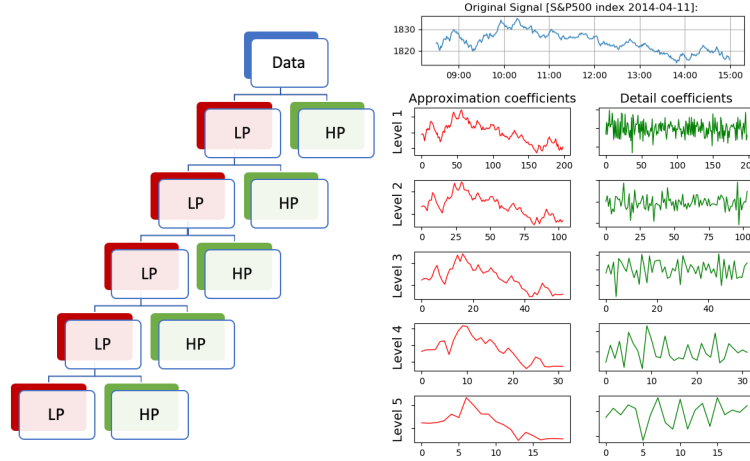 Data
LP
HP
LP
HP
LP
HP
LP
HP
LP
HP
Original Signal [S&P500 index 2014-04-11]:
1830
1820
09:00 10:00 11:00 12:00 13:00 14:00 15:00
Approximation coefficients
Detail coefficients
Level 1
0 50 100 150 200
0 50 100 150 200
Level 2
0 25 50 75 100
0 25 50 75 100
Level 3
0 20 40
0 20 40
Level 4
0 10 20 30
0 10 20 30
Level 5
0 5 10 15
0 5 10 15